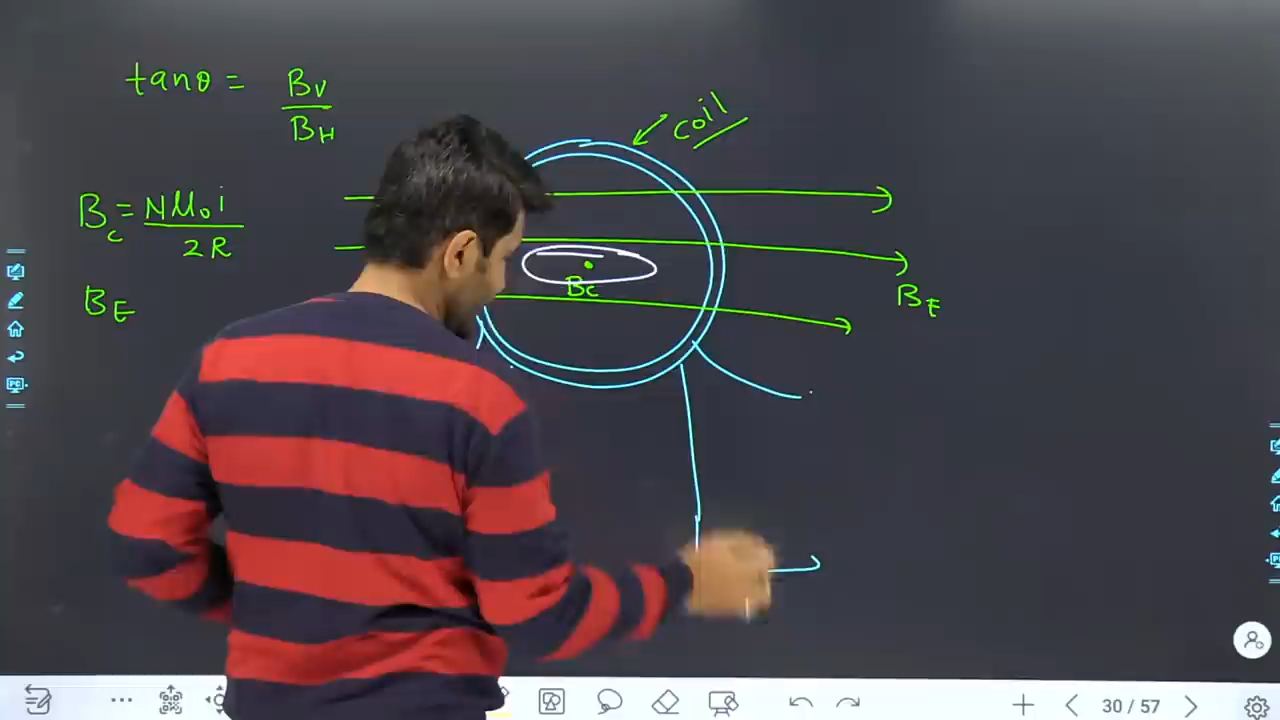 tanθ = Bv / BH
coil
Bc = Nμ0i / 2R
Bc
BE
BE
30 / 57